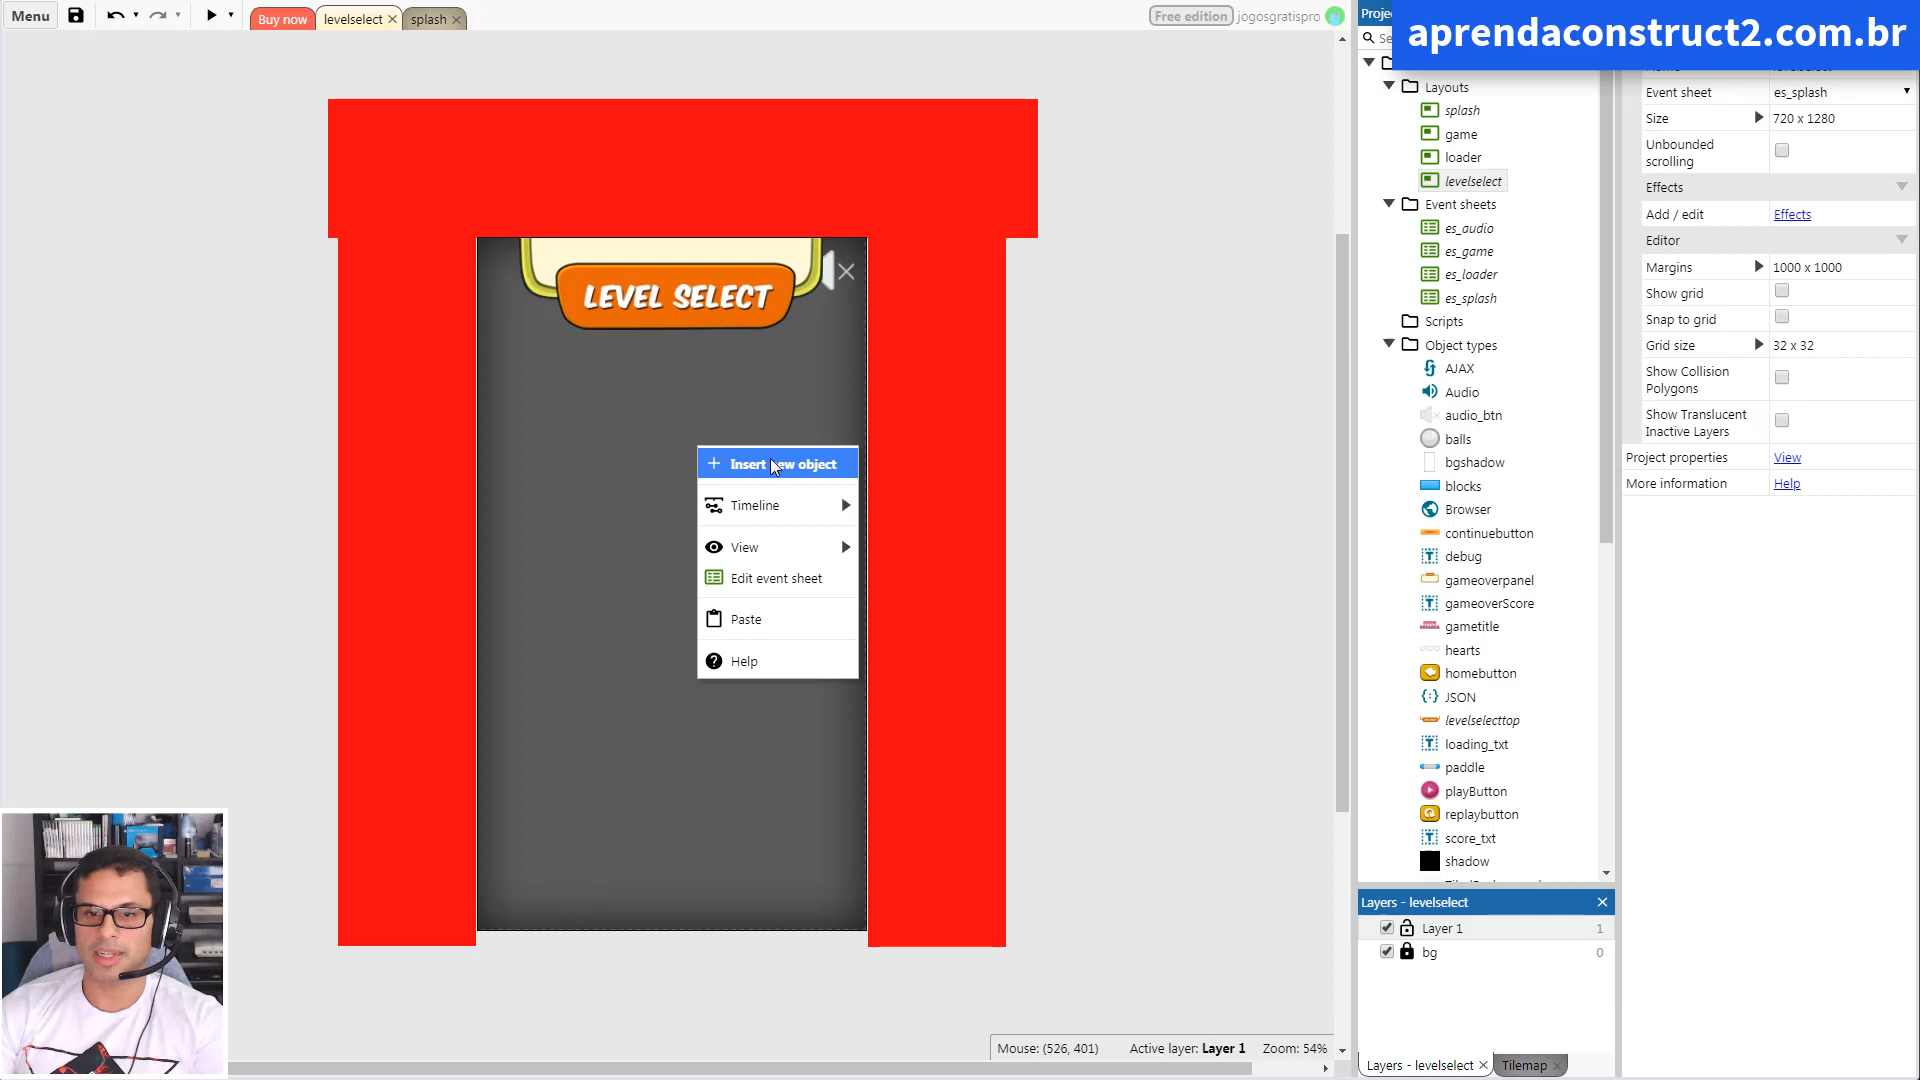 Menu
Buy now
levelselect
splash
Free edition
jogosgratispro
aprendaconstruct2.com.br
LEVEL SELECT
Insert new object
Timeline
View
Edit event sheet
Paste
Help
Mouse: (526, 401)
Active layer: Layer 1
Zoom: 54%
Layouts
splash
game
loader
levelselect
Event sheets
es_audio
es_game
es_loader
es_splash
Scripts
Object types
AJAX
Audio
audio_btn
balls
bgshadow
blocks
Browser
continuebutton
debug
gameoverpanel
gameoverScore
gametitle
hearts
homebutton
JSON
levelselecttop
loading_txt
paddle
playButton
replaybutton
score_txt
shadow
Layers - levelselect
Layer 1 1
bg 0
Layers - levelselect
Tilemap
Event sheet es_splash
Size 720 x 1280
Unbounded
scrolling
Effects
Add / edit Effects
Editor
Margins 1000 x 1000
Show grid
Snap to grid
Grid size 32 x 32
Show Collision
Polygons
Show Translucent
Inactive Layers
Project properties View
More information Help